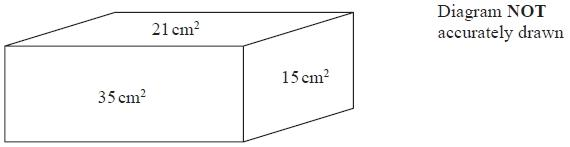 21 cm²
35 cm²
15 cm²
Diagram NOT
accurately drawn